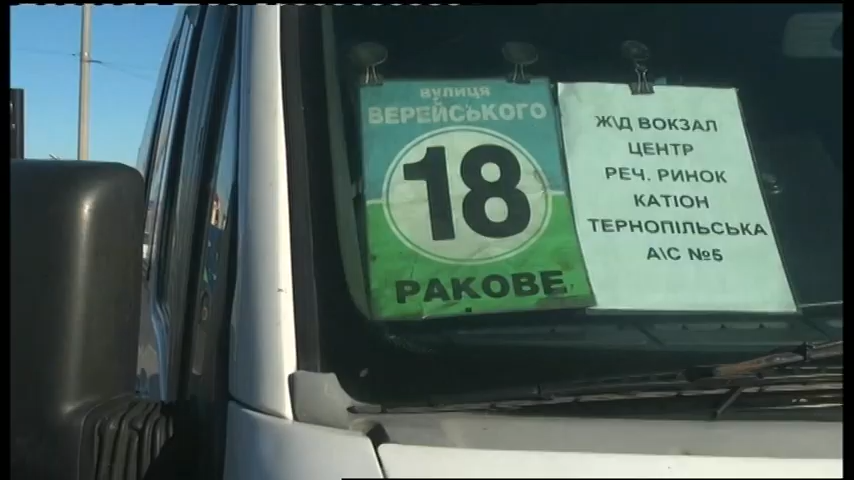 вулиця
ВЕРЕЙСЬКОГО
18
РАКОВЕ
Ж\Д ВОКЗАЛ
ЦЕНТР
РЕЧ. РИНОК
КАТІОН
ТЕРНОПІЛЬСЬКА
А\С №5